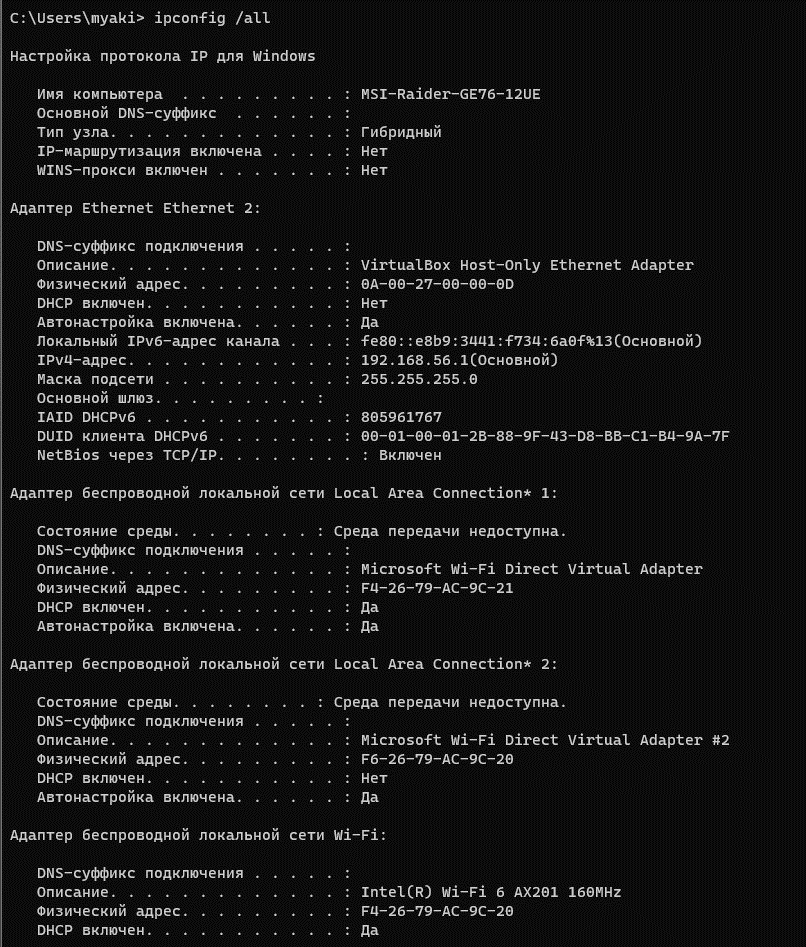 C:\Users\myaki> ipconfig /all
Настройка протокола IP для Windows
Имя компьютера  . . . . . . . . . : MSI-Raider-GE76-12UE
Основной DNS-суффикс  . . . . . . :
Тип узла. . . . . . . . . . . . . : Гибридный
IP-маршрутизация включена . . . . : Нет
WINS-прокси включен . . . . . . . : Нет
Адаптер Ethernet Ethernet 2:
DNS-суффикс подключения . . . . . :
Описание. . . . . . . . . . . . . : VirtualBox Host-Only Ethernet Adapter
Физический адрес. . . . . . . . . : 0A-00-27-00-00-0D
DHCP включен. . . . . . . . . . . : Нет
Автонастройка включена. . . . . . : Да
Локальный IPv6-адрес канала . . . : fe80::e8b9:3441:f734:6a0f%13(Основной)
IPv4-адрес. . . . . . . . . . . . : 192.168.56.1(Основной)
Маска подсети . . . . . . . . . . : 255.255.255.0
Основной шлюз. . . . . . . . . :
IAID DHCPv6 . . . . . . . . . . . : 805961767
DUID клиента DHCPv6 . . . . . . . : 00-01-00-01-2B-88-9F-43-D8-BB-C1-B4-9A-7F
NetBios через TCP/IP. . . . . . . . : Включен
Адаптер беспроводной локальной сети Local Area Connection* 1:
Состояние среды. . . . . . . . : Среда передачи недоступна.
DNS-суффикс подключения . . . . . :
Описание. . . . . . . . . . . . . : Microsoft Wi-Fi Direct Virtual Adapter
Физический адрес. . . . . . . . . : F4-26-79-AC-9C-21
DHCP включен. . . . . . . . . . . : Да
Автонастройка включена. . . . . . : Да
Адаптер беспроводной локальной сети Local Area Connection* 2:
Состояние среды. . . . . . . . : Среда передачи недоступна.
DNS-суффикс подключения . . . . . :
Описание. . . . . . . . . . . . . : Microsoft Wi-Fi Direct Virtual Adapter #2
Физический адрес. . . . . . . . . : F6-26-79-AC-9C-20
DHCP включен. . . . . . . . . . . : Нет
Автонастройка включена. . . . . . : Да
Адаптер беспроводной локальной сети Wi-Fi:
DNS-суффикс подключения . . . . . :
Описание. . . . . . . . . . . . . : Intel(R) Wi-Fi 6 AX201 160MHz
Физический адрес. . . . . . . . . : F4-26-79-AC-9C-20
DHCP включен. . . . . . . . . . . : Да